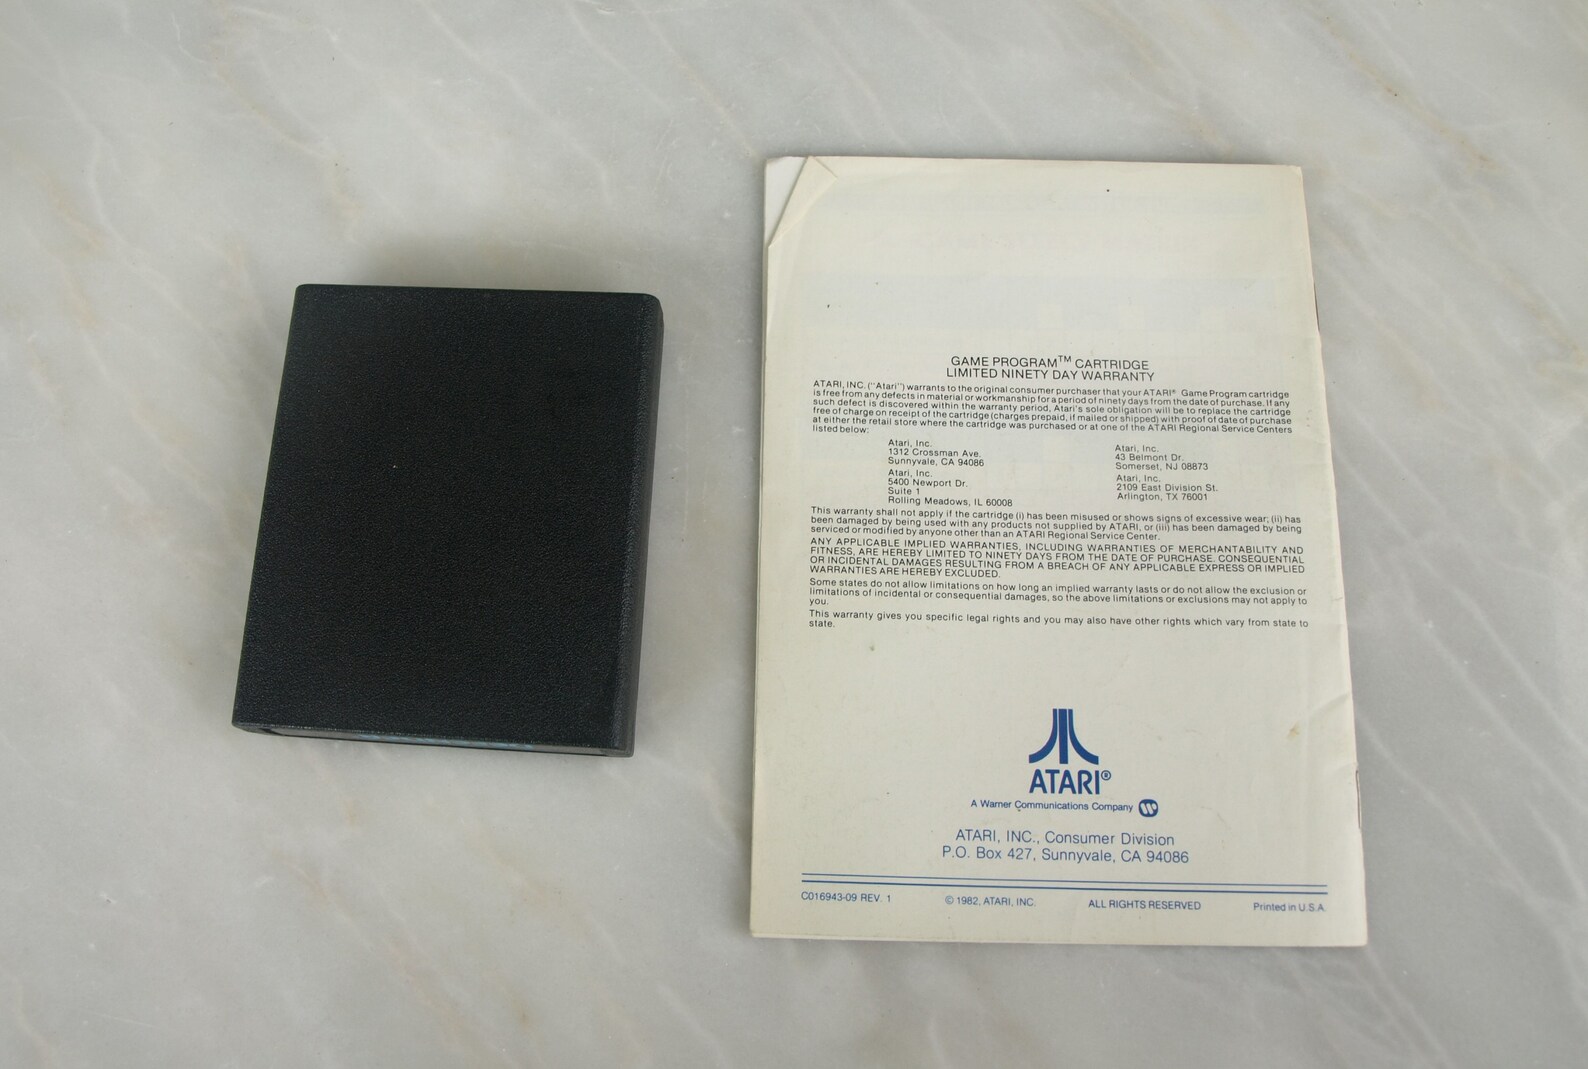 GAME PROGRAM™ CARTRIDGE
LIMITED NINETY DAY WARRANTY
ATARI, INC. ("Atari") warrants to the original consumer purchaser that your ATARI® Game Program cartridge
is free from any defects in material or workmanship for a period of ninety days from the date of purchase. If any
such defect is discovered within the warranty period, Atari's sole obligation will be to replace the cartridge
free of charge on receipt of the cartridge (charges prepaid, if mailed or shipped) with proof of date of purchase
at either the retail store where the cartridge was purchased or at one of the ATARI Regional Service Centers
listed below:
Atari, Inc.
1312 Crossman Ave.
Sunnyvale, CA 94086
Atari, Inc.
5400 Newport Dr.
Suite 1
Rolling Meadows, IL 60008
Atari, Inc.
43 Belmont Dr.
Somerset, NJ 08873
Atari, Inc.
2109 East Division St.
Arlington, TX 76001
This warranty shall not apply if the cartridge (i) has been misused or shows signs of excessive wear; (ii) has
been damaged by being used with any products not supplied by ATARI, or (iii) has been damaged by being
serviced or modified by anyone other than an ATARI Regional Service Center.
ANY APPLICABLE IMPLIED WARRANTIES, INCLUDING WARRANTIES OF MERCHANTABILITY AND
FITNESS, ARE HEREBY LIMITED TO NINETY DAYS FROM THE DATE OF PURCHASE. CONSEQUENTIAL
OR INCIDENTAL DAMAGES RESULTING FROM A BREACH OF ANY APPLICABLE EXPRESS OR IMPLIED
WARRANTIES ARE HEREBY EXCLUDED.
Some states do not allow limitations on how long an implied warranty lasts or do not allow the exclusion or
limitations of incidental or consequential damages, so the above limitations or exclusions may not apply to
you.
This warranty gives you specific legal rights and you may also have other rights which vary from state to
state.
ATARI®
A Warner Communications Company
ATARI, INC., Consumer Division
P.O. Box 427, Sunnyvale, CA 94086
C016943-09 REV. 1 © 1982, ATARI, INC. ALL RIGHTS RESERVED Printed in U.S.A.